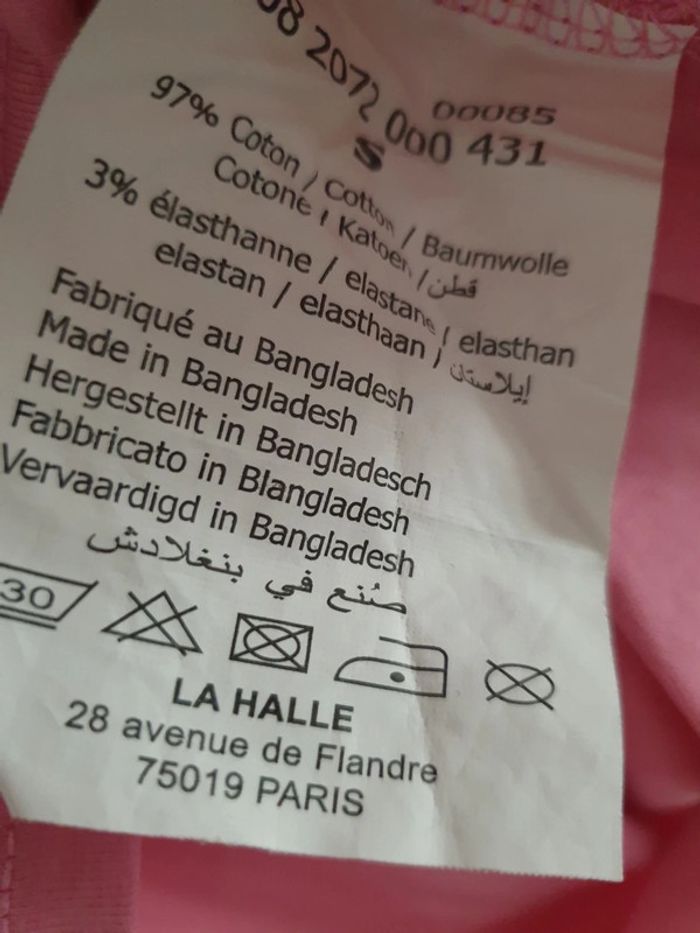 08 2072 000 431
00085
S
97% Coton / Cotton / Baumwolle
Cotone / Katoen / قطن
3% élasthanne / elastane / elasthan
elastan / elasthaan / إيلاستان
Fabriqué au Bangladesh
Made in Bangladesh
Hergestellt in Bangladesch
Fabbricato in Blangladesh
Vervaardigd in Bangladesh
صُنع في بنغلادش
30
LA HALLE
28 avenue de Flandre
75019 PARIS